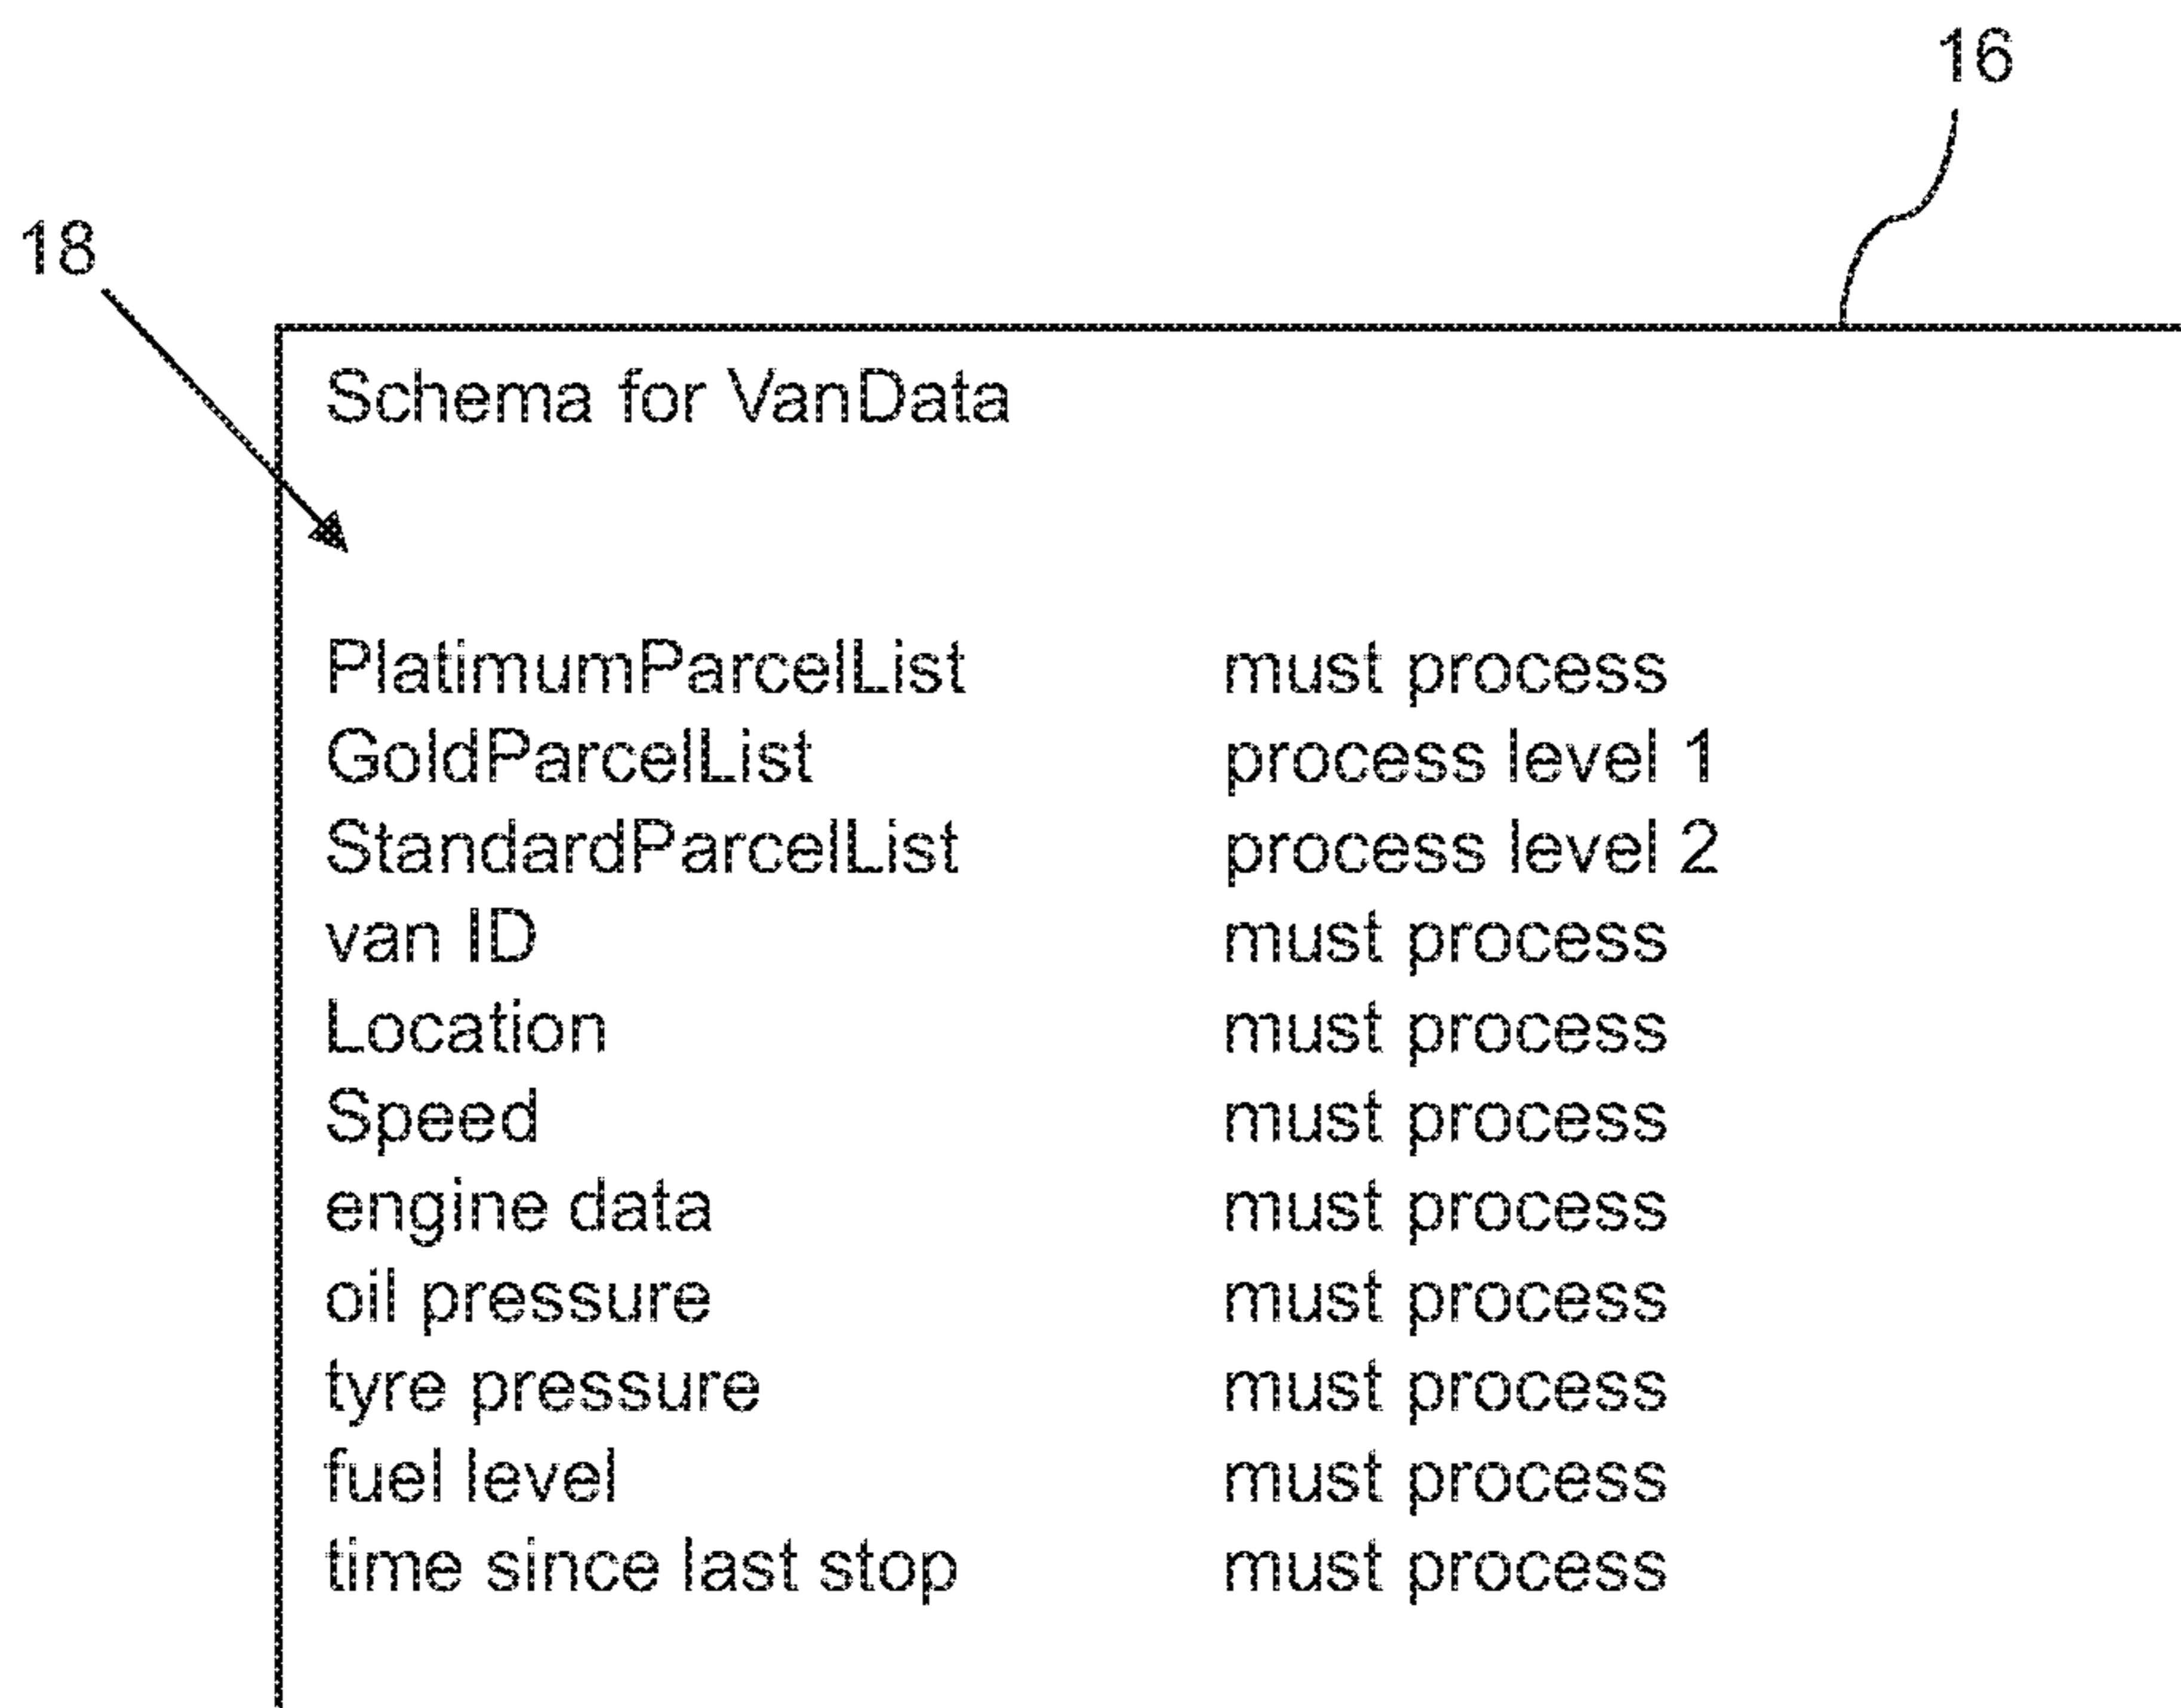 16
18
Schema for VanData
PlatimumParcelList must process
GoldParcelList process level 1
StandardParcelList process level 2
van ID must process
Location must process
Speed must process
engine data must process
oil pressure must process
tyre pressure must process
fuel level must process
time since last stop must process